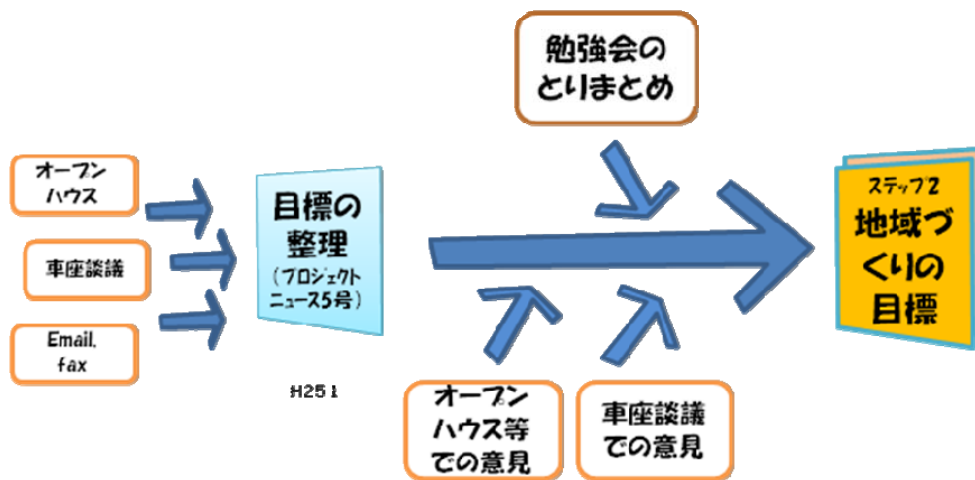 勉強会の
とりまとめ
オープン
ハウス
車座談議
Email,
fax
目標の
整理
(プロジェクト
ニュース5号)
H25 1
ステップ2
地域づ
くりの
目標
オープン
ハウス等
での意見
車座談議
での意見